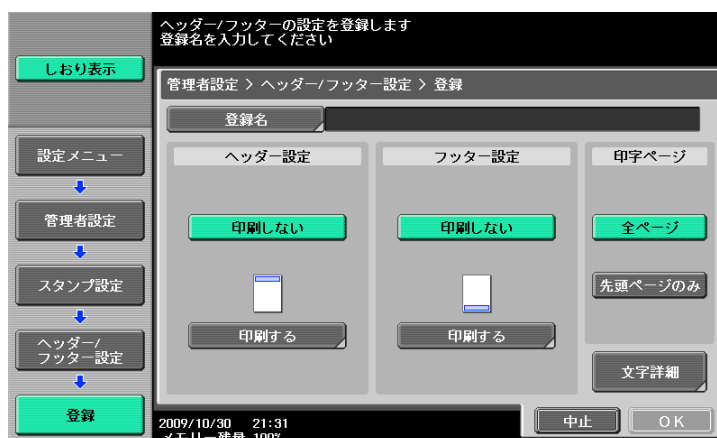 ヘッダー/フッターの設定を登録します
登録名を入力してください
しおり表示
管理者設定 > ヘッダー/フッター設定 > 登録
登録名
設定メニュー
管理者設定
スタンプ設定
ヘッダー/
フッター設定
登録
ヘッダー設定
印刷しない
印刷する
フッター設定
印刷しない
印刷する
印字ページ
全ページ
先頭ページのみ
文字詳細
2009/10/30 21:31
メモリー残量 100%
中止
OK